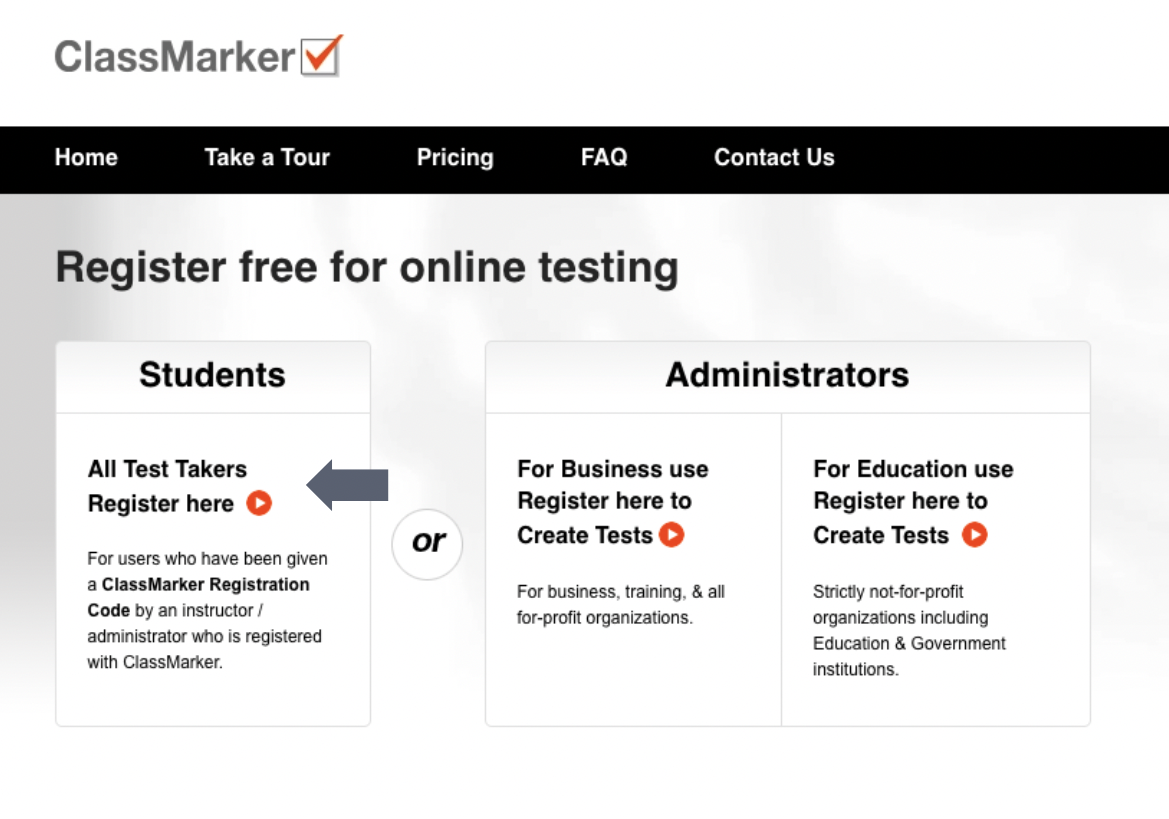 ClassMarker
Home Take a Tour Pricing FAQ Contact Us
Register free for online testing
Students
All Test Takers
Register here
For users who have been given
a ClassMarker Registration
Code by an instructor /
administrator who is registered
with ClassMarker.
or
Administrators
For Business use
Register here to
Create Tests
For business, training, & all
for-profit organizations.
For Education use
Register here to
Create Tests
Strictly not-for-profit
organizations including
Education & Government
institutions.